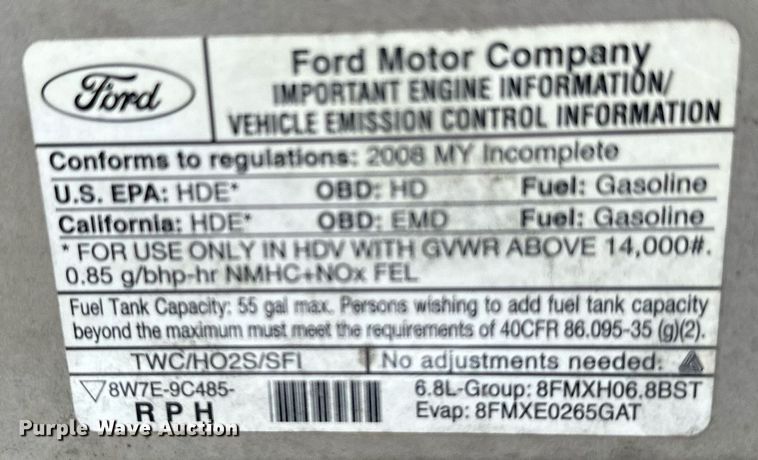 Ford
Ford Motor Company
IMPORTANT ENGINE INFORMATION/
VEHICLE EMISSION CONTROL INFORMATION
Conforms to regulations: 2008 MY Incomplete
U.S. EPA: HDE* OBD: HD Fuel: Gasoline
California: HDE* OBD: EMD Fuel: Gasoline
* FOR USE ONLY IN HDV WITH GVWR ABOVE 14,000#.
0.85 g/bhp-hr NMHC+NOx FEL
Fuel Tank Capacity: 55 gal max. Persons wishing to add fuel tank capacity
beyond the maximum must meet the requirements of 40CFR 86.095-35 (g)(2).
TWC/HO2S/SFI No adjustments needed.
8W7E-9C485- 6.8L-Group: 8FMXH06.8BST
RPH Evap: 8FMXE0265GAT
Purple Wave Auction